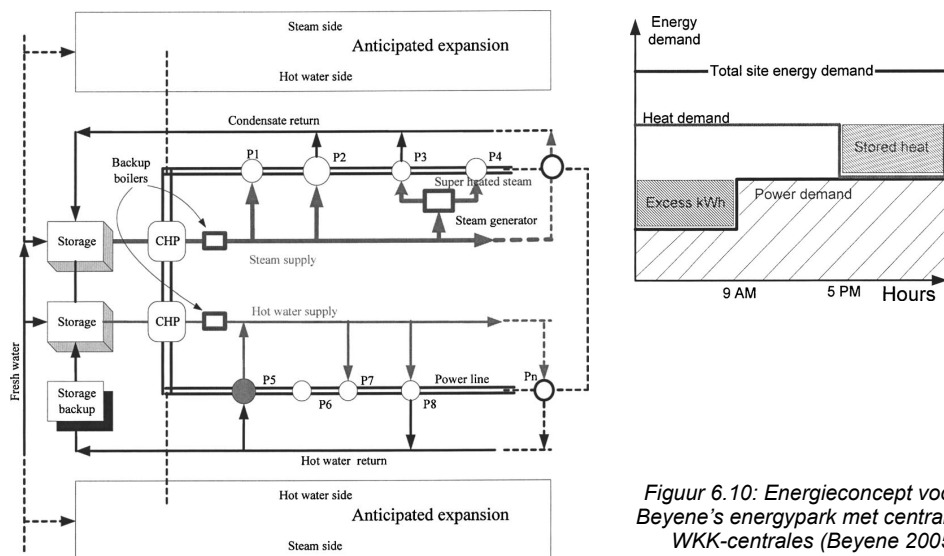 Steam side
Anticipated expansion
Hot water side
Condensate return
Backup
boilers
P1
P2
P3
P4
Super heated steam
Steam generator
Storage
CHP
Steam supply
Storage
CHP
Hot water supply
Fresh water
Storage
backup
P5
P6
P7
P8
Power line
Pn
Hot water return
Hot water side
Anticipated expansion
Steam side
Energy
demand
Total site energy demand
Heat demand
Stored heat
Excess kWh
Power demand
9 AM
5 PM
Hours
Figuur 6.10: Energieconcept voo
Beyene's energypark met central
WKK-centrales (Beyene 2005